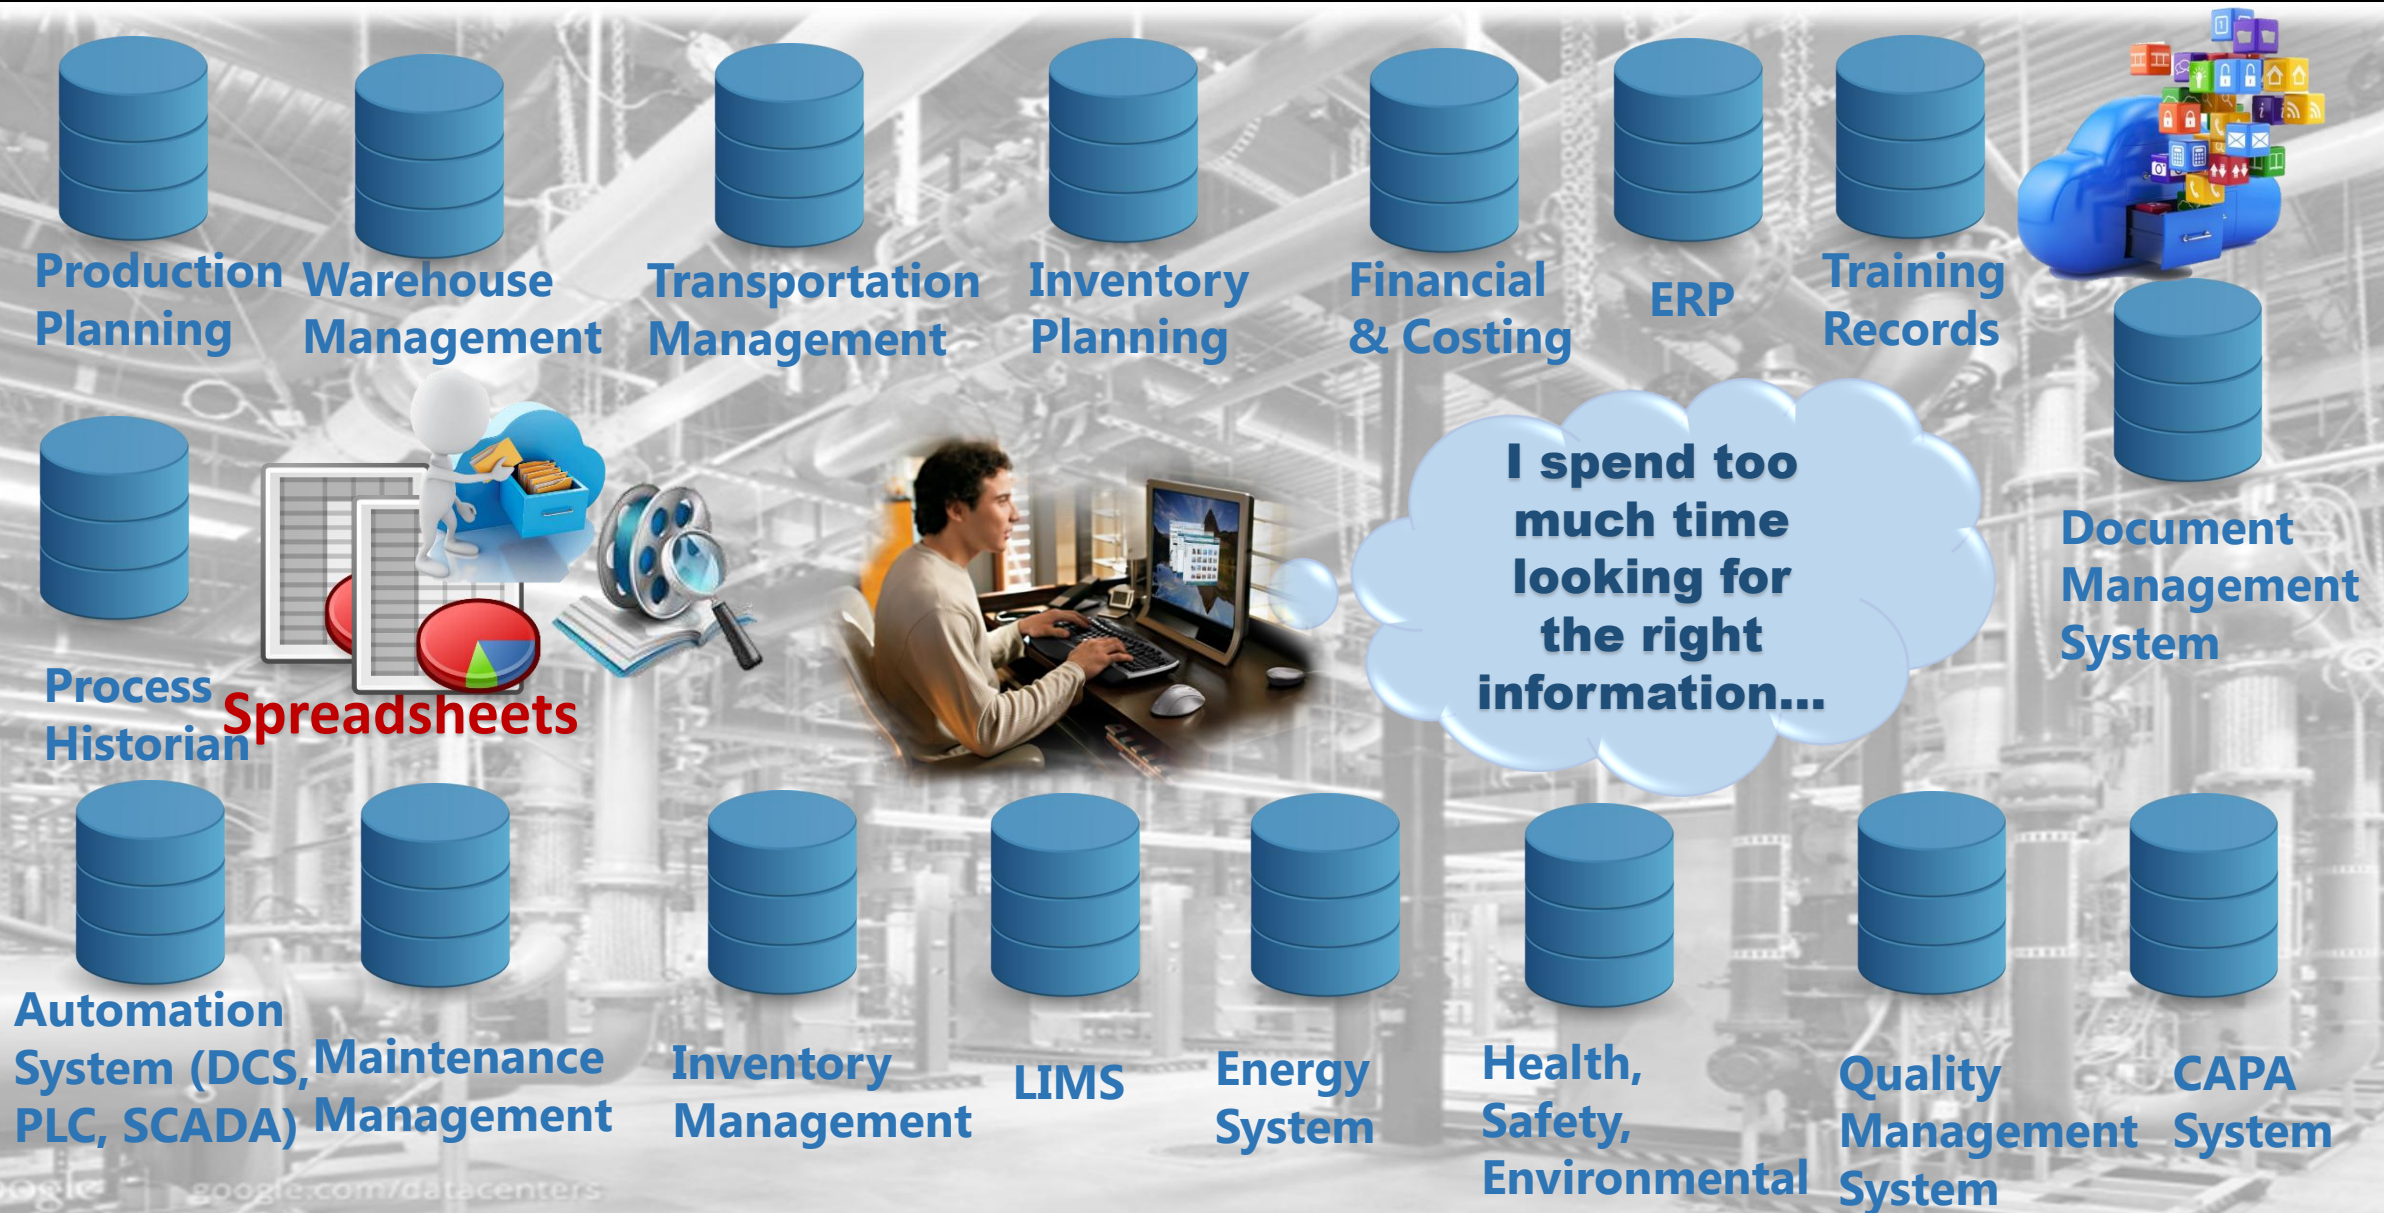 Production
Planning
Warehouse
Management
Transportation
Management
Inventory
Planning
Financial
& Costing
ERP
Training
Records
I spend too
much time
looking for
the right
information...
Document
Management
System
Process
Historian
Spreadsheets
Automation
System (DCS,
PLC, SCADA)
Maintenance
Management
Inventory
Management
LIMS
Energy
System
Health,
Safety,
Environmental
Quality
Management
System
CAPA
System
google.com/datacenters